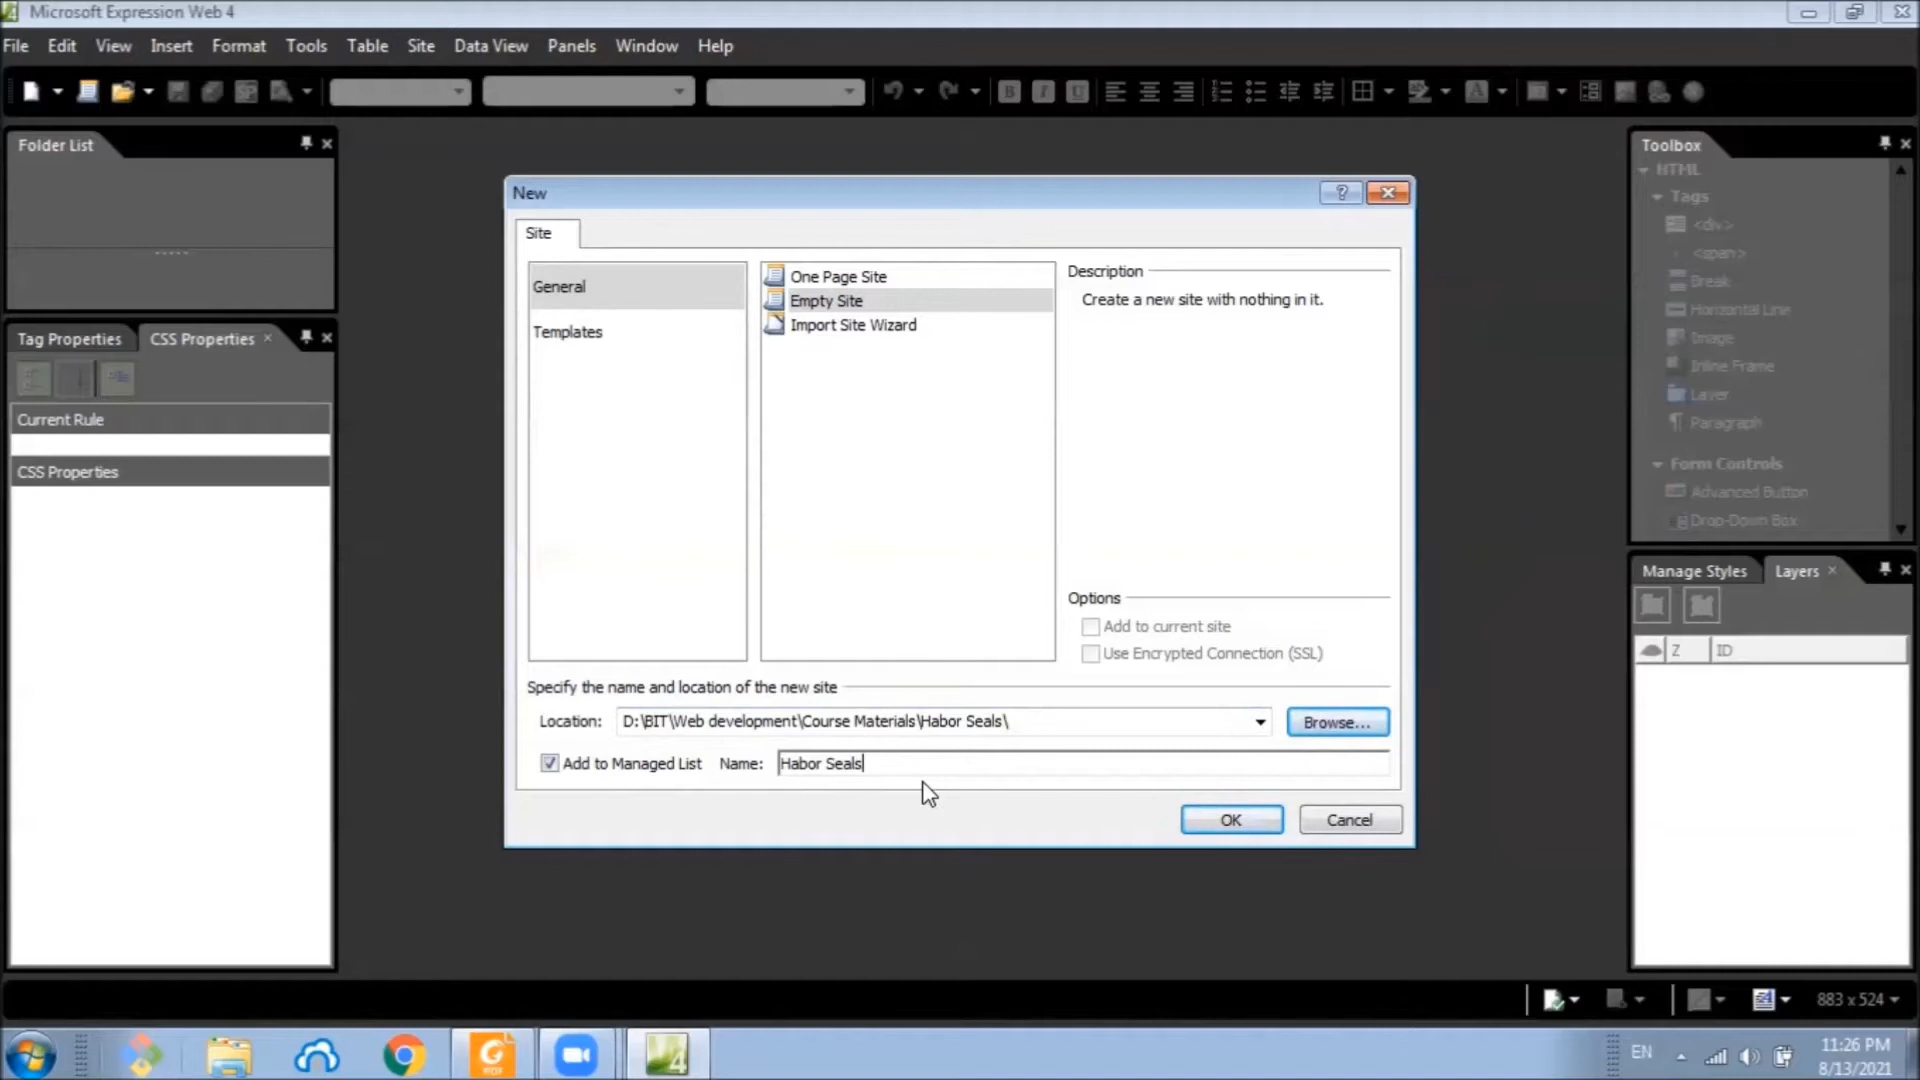 Microsoft Expression Web 4
File Edit View Insert Format Tools Table Site Data View Panels Window Help
Folder List
Toolbox
HTML
Tags
<div>
<span>
Break
Horizontal Line
Image
Inline Frame
Layer
Paragraph
Form Controls
Advanced Button
Drop-Down Box
Tag Properties CSS Properties
Current Rule
CSS Properties
New
Site
General
Templates
One Page Site
Empty Site
Import Site Wizard
Description
Create a new site with nothing in it.
Options
Add to current site
Use Encrypted Connection (SSL)
Specify the name and location of the new site
Location: D:\BIT\Web development\Course Materials\Habor Seals\ Browse...
Add to Managed List Name: Habor Seals
OK Cancel
Manage Styles Layers
Z ID
883 x 524
EN
11:26 PM
8/13/2021